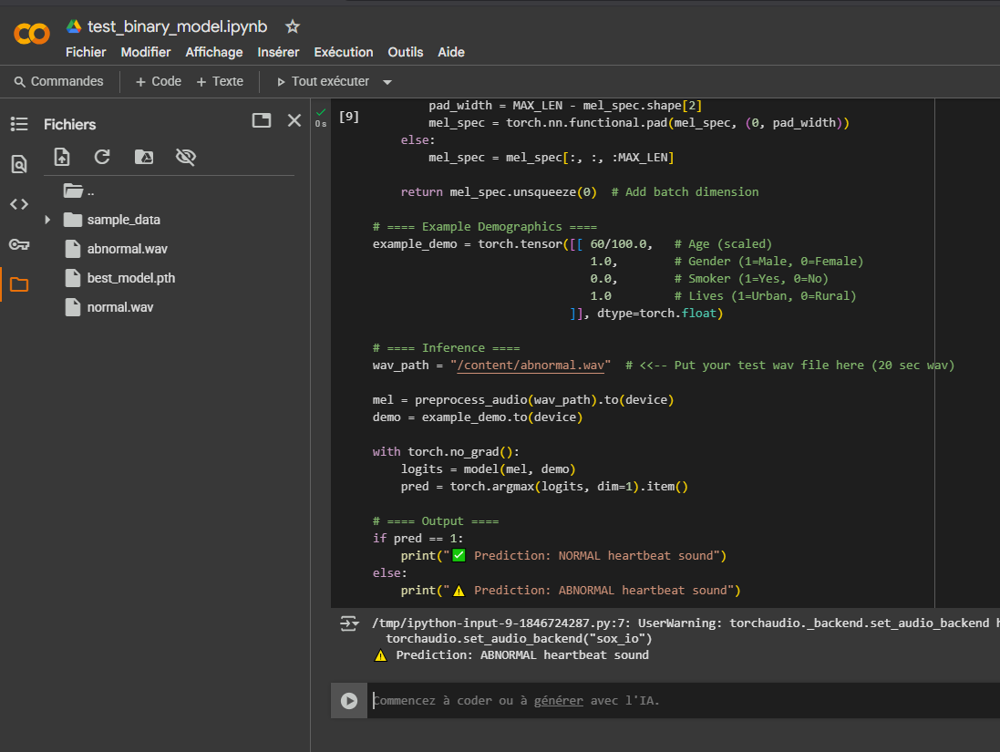 test_binary_model.ipynb
Fichier Modifier Affichage Insérer Exécution Outils Aide
Commandes + Code + Texte Tout exécuter
Fichiers
..
sample_data
abnormal.wav
best_model.pth
normal.wav
0 s
[9]
pad_width = MAX_LEN - mel_spec.shape[2]
mel_spec = torch.nn.functional.pad(mel_spec, (0, pad_width))
else:
mel_spec = mel_spec[:, :, :MAX_LEN]
return mel_spec.unsqueeze(0)  # Add batch dimension
# ==== Example Demographics ====
example_demo = torch.tensor([[ 60/100.0,   # Age (scaled)
1.0,        # Gender (1=Male, 0=Female)
0.0,        # Smoker (1=Yes, 0=No)
1.0         # Lives (1=Urban, 0=Rural)
]], dtype=torch.float)
# ==== Inference ====
wav_path = "/content/abnormal.wav"  # <<-- Put your test wav file here (20 sec wav)
mel = preprocess_audio(wav_path).to(device)
demo = example_demo.to(device)
with torch.no_grad():
logits = model(mel, demo)
pred = torch.argmax(logits, dim=1).item()
# ==== Output ====
if pred == 1:
print("✅ Prediction: NORMAL heartbeat sound")
else:
print("⚠️ Prediction: ABNORMAL heartbeat sound")
/tmp/ipython-input-9-1846724287.py:7: UserWarning: torchaudio._backend.set_audio_backend
torchaudio.set_audio_backend("sox_io")
⚠️ Prediction: ABNORMAL heartbeat sound
Commencez à coder ou à générer avec l'IA.